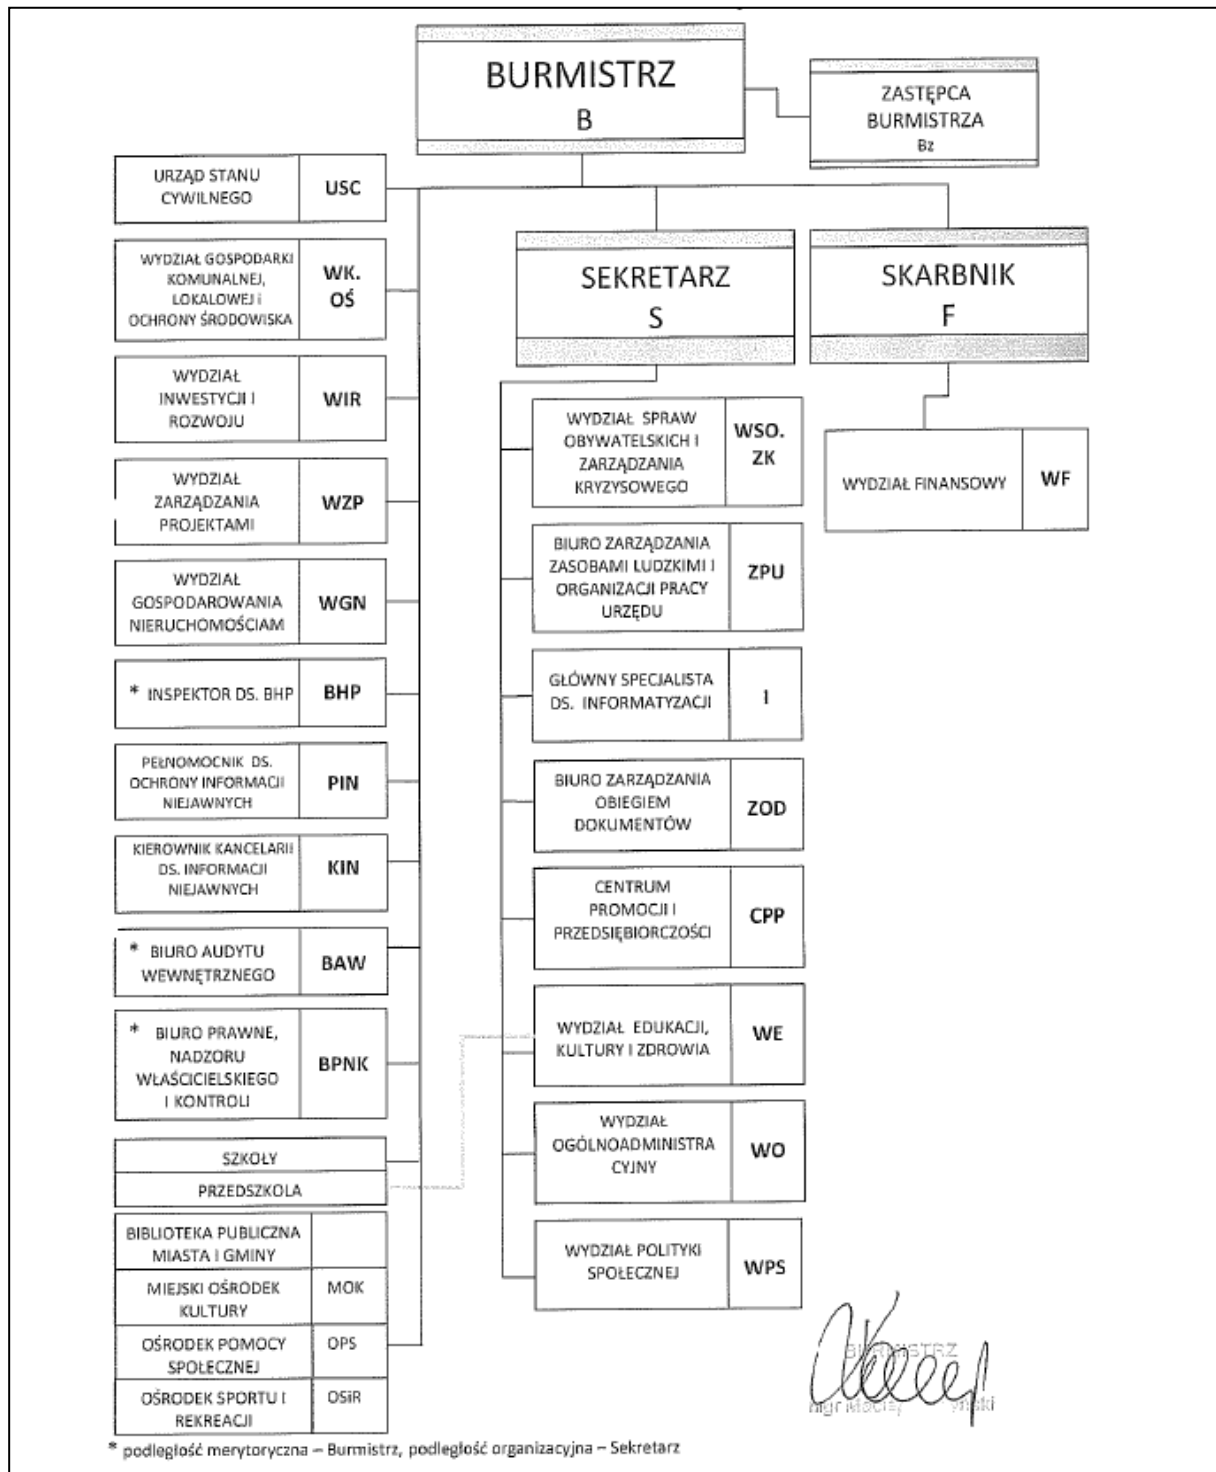 BURMISTRZ
B
ZASTĘPCA
BURMISTRZA
Bz
URZĄD STANU
CYWILNEGO
USC
WYDZIAŁ GOSPODARKI
KOMUNALNEJ,
LOKALOWEJ i
OCHRONY ŚRODOWISKA
WK.
OŚ
WYDZIAŁ
INWESTYCJI I
ROZWOJU
WIR
WYDZIAŁ
ZARZĄDZANIA
PROJEKTAMI
WZP
WYDZIAŁ
GOSPODAROWANIA
NIERUCHOMOŚCIAM
WGN
* INSPEKTOR DS. BHP
BHP
PEŁNOMOCNIK DS.
OCHRONY INFORMACJI
NIEJAWNYCH
PIN
KIEROWNIK KANCELARII
DS. INFORMACJI
NIEJAWNYCH
KIN
* BIURO AUDYTU
WEWNĘTRZNEGO
BAW
* BIURO PRAWNE,
NADZORU
WŁAŚCICIELSKIEGO
I KONTROLI
BPNK
SZKOŁY
PRZEDSZKOLA
BIBLIOTEKA PUBLICZNA
MIASTA I GMINY
MIEJSKI OŚRODEK
KULTURY
MOK
OŚRODEK POMOCY
SPOŁECZNEJ
OPS
OŚRODEK SPORTU I
REKREACJI
OSiR
SEKRETARZ
S
WYDZIAŁ SPRAW
OBYWATELSKICH I
ZARZĄDZANIA
KRYZYSOWEGO
WSO.
ZK
BIURO ZARZĄDZANIA
ZASOBAMI LUDZKIMI I
ORGANIZACJI PRACY
URZĘDU
ZPU
GŁÓWNY SPECJALISTA
DS. INFORMATYZACJI
I
BIURO ZARZĄDZANIA
OBIEGIEM
DOKUMENTÓW
ZOD
CENTRUM
PROMOCJI I
PRZEDSIĘBIORCZOŚCI
CPP
WYDZIAŁ EDUKACJI,
KULTURY I ZDROWIA
WE
WYDZIAŁ
OGÓLNOADMINISTRA
CYJNY
WO
WYDZIAŁ POLITYKI
SPOŁECZNEJ
WPS
SKARBNIK
F
WYDZIAŁ FINANSOWY
WF
BURMISTRZ
mgr Maciej
* podległość merytoryczna – Burmistrz, podległość organizacyjna – Sekretarz